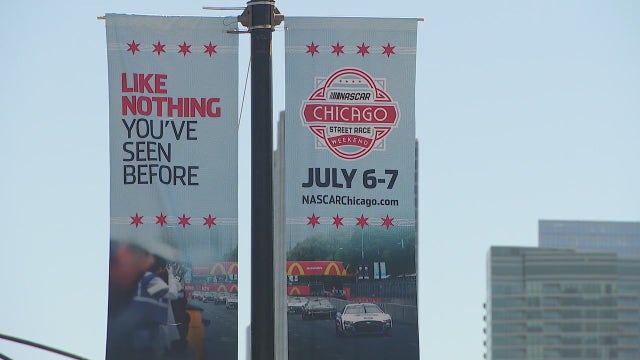 LIKE
NOTHING
YOU'VE
SEEN
BEFORE
NASCAR
CHICAGO
STREET RACE
WEEKEND
JULY 6-7
NASCARChicago.com